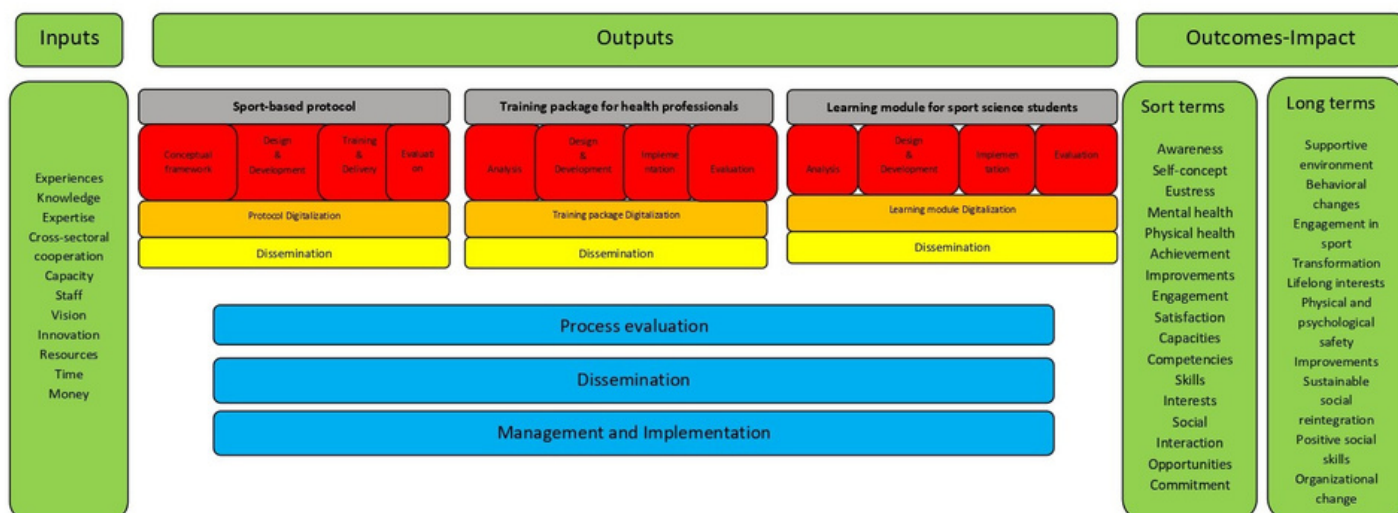 Inputs
Outputs
Outcomes-Impact
Experiences
Knowledge
Expertise
Cross-sectoral
cooperation
Capacity
Staff
Vision
Innovation
Resources
Time
Money
Sport-based protocol
Conceptual
framework
Design
&
Development
Training
&
Delivery
Evaluati
on
Protocol Digitalization
Dissemination
Training package for health professionals
Analysis
Design
&
Development
Impleme
ntation
Evaluation
Training package Digitalization
Dissemination
Learning module for sport science students
Analysis
Design
&
Development
Implemen
tation
Evaluation
Learning module Digitalization
Dissemination
Process evaluation
Dissemination
Management and Implementation
Sort terms
Awareness
Self-concept
Eustress
Mental health
Physical health
Achievement
Improvements
Engagement
Satisfaction
Capacities
Competencies
Skills
Interests
Social
Interaction
Opportunities
Commitment
Long terms
Supportive
environment
Behavioral
changes
Engagement in
sport
Transformation
Lifelong interests
Physical and
psychological
safety
Improvements
Sustainable
social
reintegration
Positive social
skills
Organizational
change